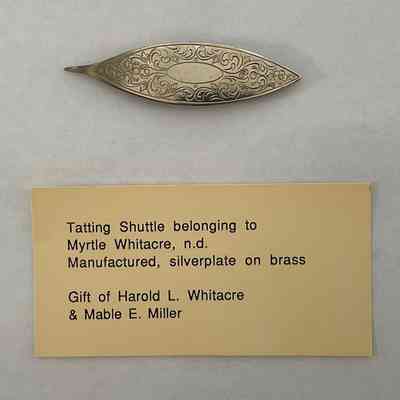 Tatting Shuttle belonging to
Myrtle Whitacre, n.d.
Manufactured, silverplate on brass
Gift of Harold L. Whitacre
& Mable E. Miller